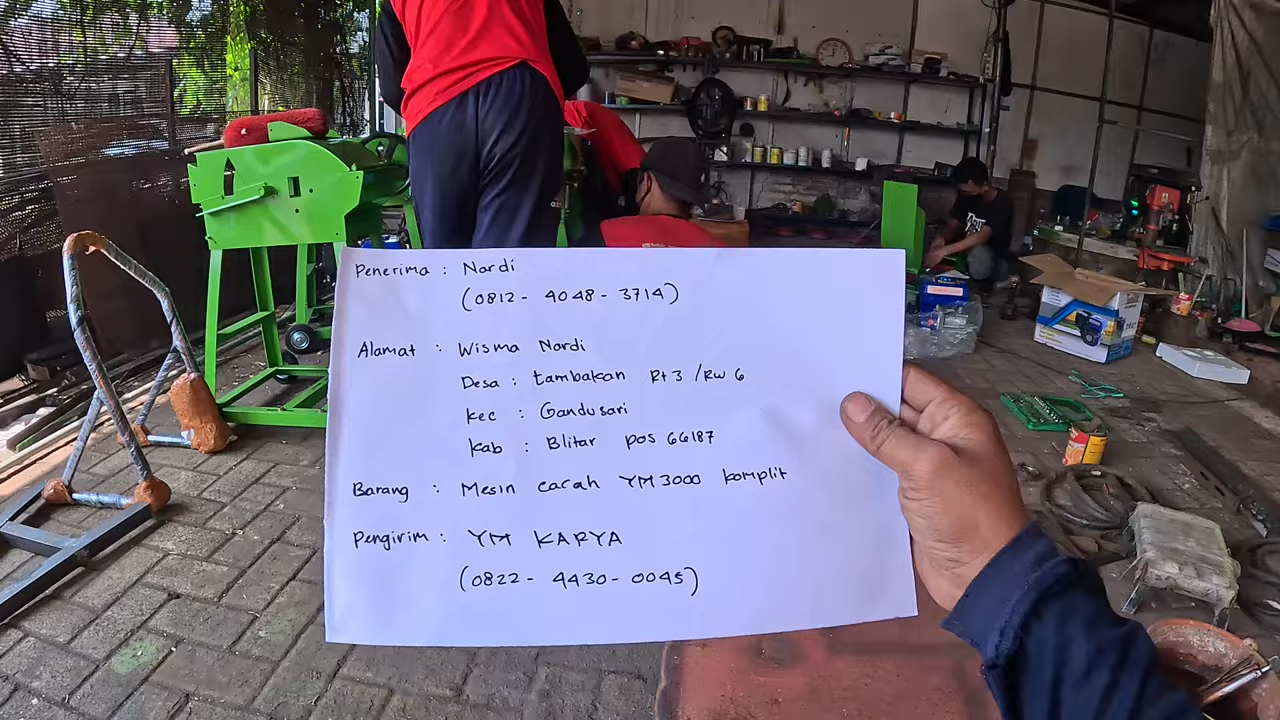 Penerima : Nardi
(0812 - 4048 - 3714)
Alamat : Wisma Nardi
Desa : tambakan Rt 3 / RW 6
Kec : Gandusari
Kab : Blitar pos 66187
Barang : Mesin cacah YM3000 komplit
Pengirim : YM KARYA
(0822 - 4430 - 0045)